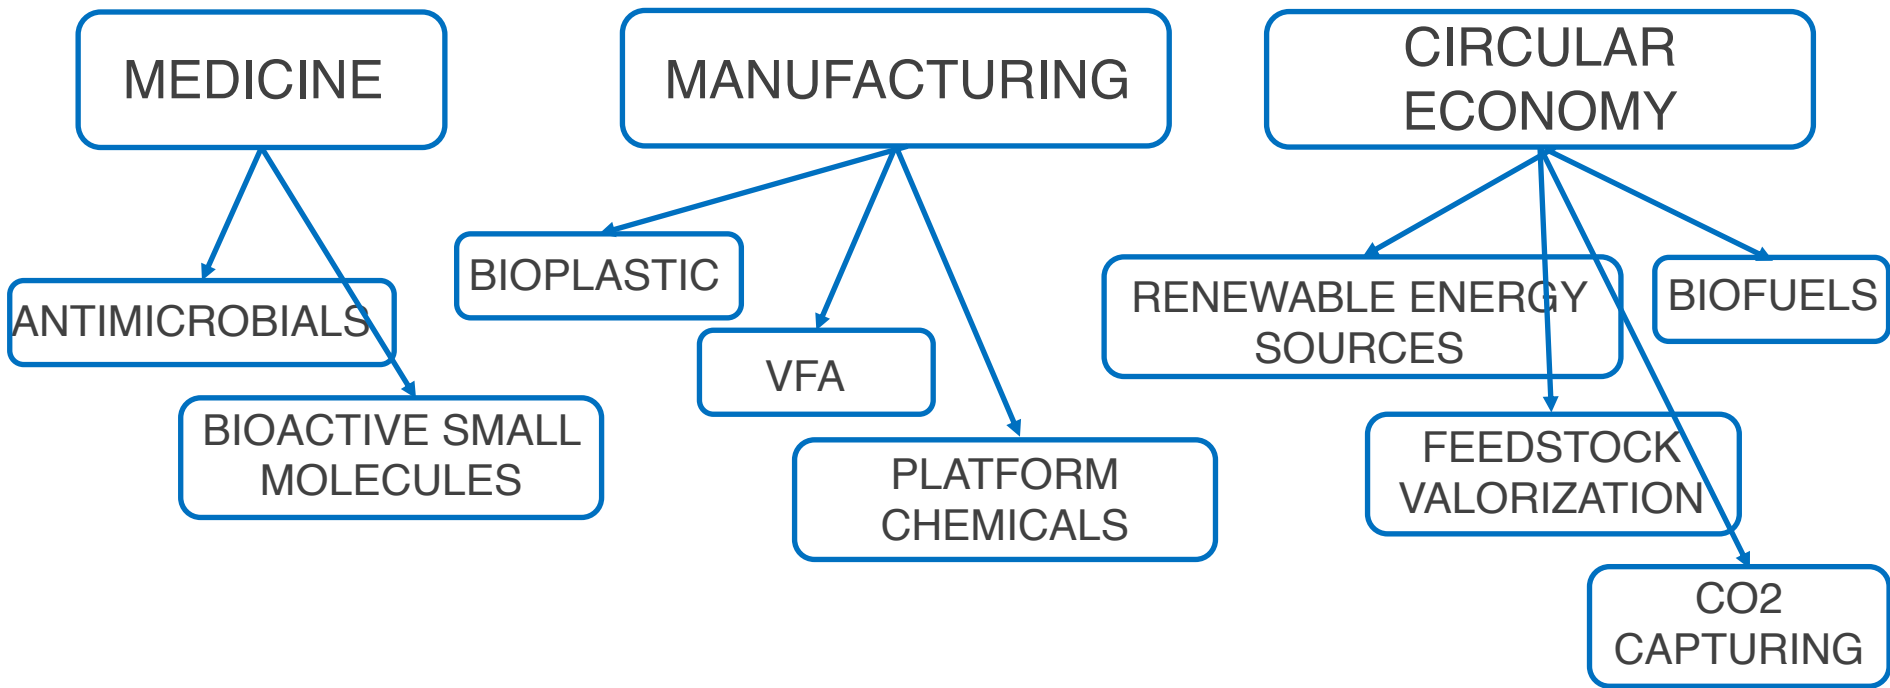 MEDICINE
MANUFACTURING
CIRCULAR
ECONOMY
ANTIMICROBIALS
BIOACTIVE SMALL
MOLECULES
BIOPLASTIC
VFA
PLATFORM
CHEMICALS
RENEWABLE ENERGY
SOURCES
BIOFUELS
FEEDSTOCK
VALORIZATION
CO2
CAPTURING